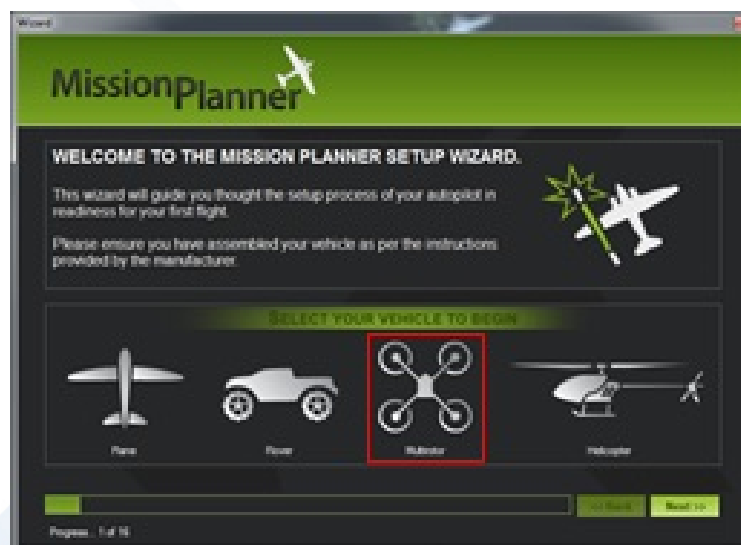 Wizard
MissionPlanner
WELCOME TO THE MISSION PLANNER SETUP WIZARD.
This wizard will guide you thought the setup process of your autopilot in
readiness for your first flight.
Please ensure you have assembled your vehicle as per the instructions
provided by the manufacturer.
SELECT YOUR VEHICLE TO BEGIN
Plane
Rover
Multirotor
Helicopter
<< Back
Next >>
Progress.. 1 of 16